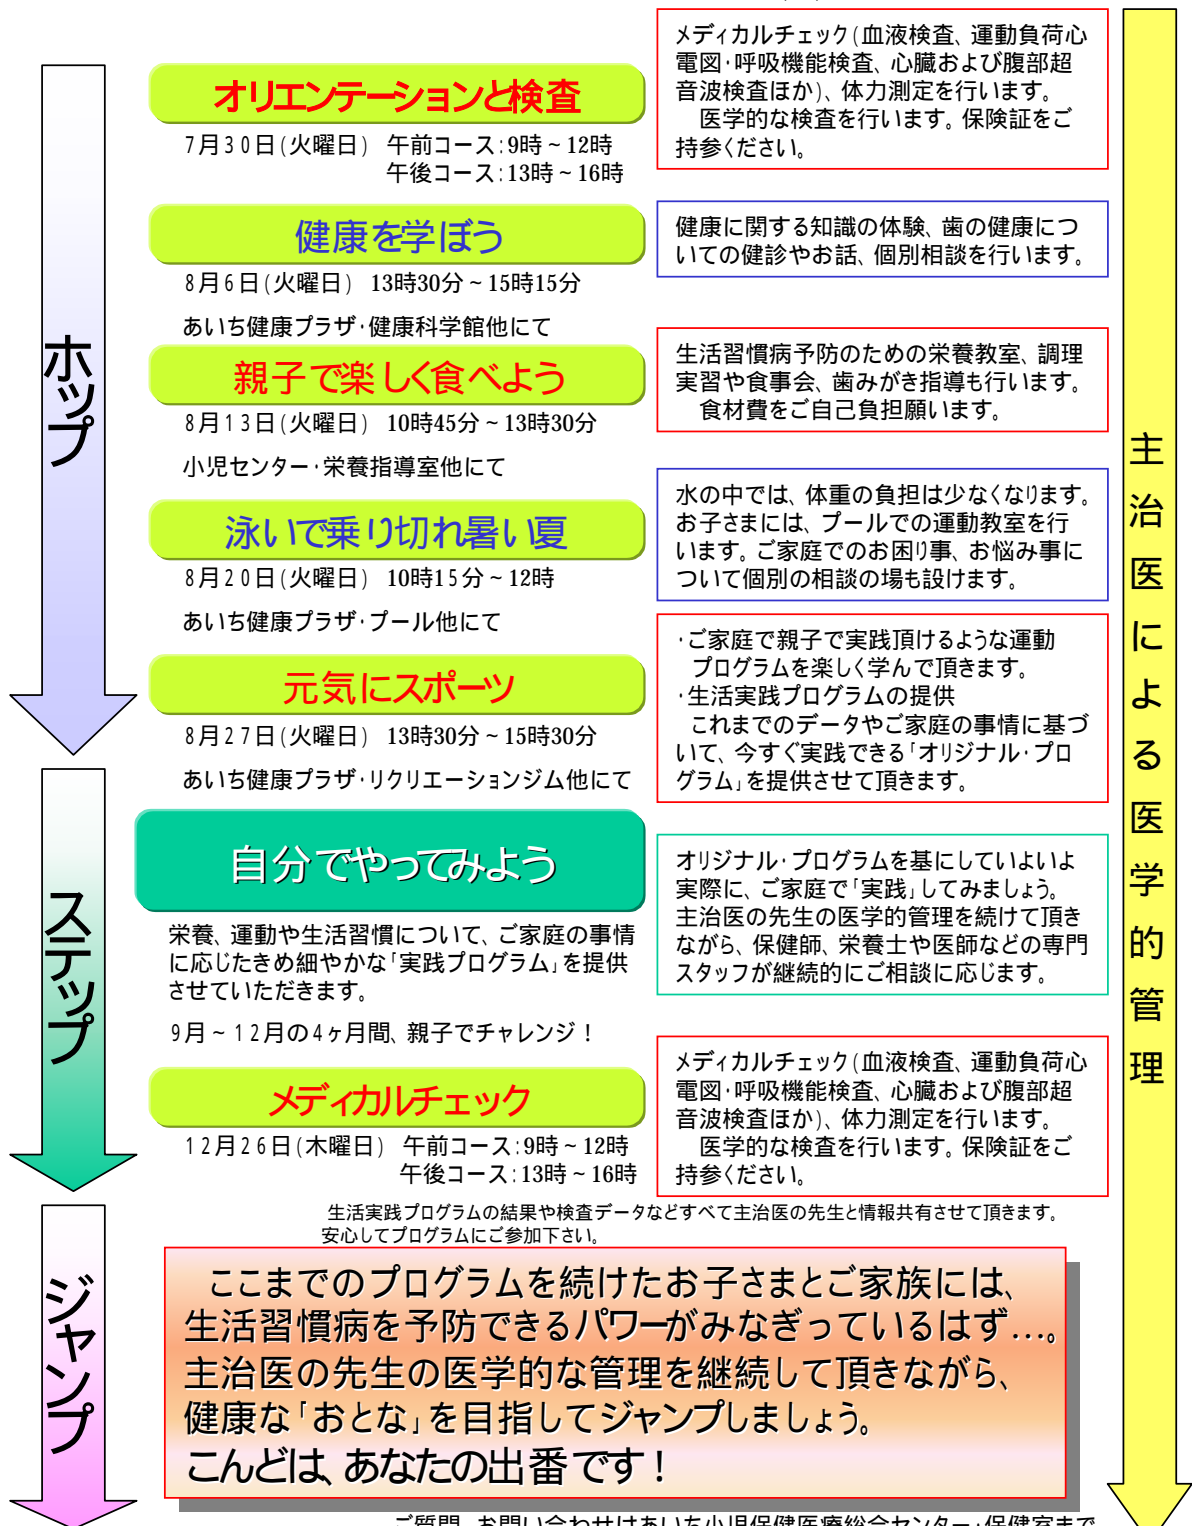 ホップ
オリエンテーションと検査
7月30日(火曜日) 午前コース:9時~12時
午後コース:13時~16時
メディカルチェック(血液検査、運動負荷心
電図・呼吸機能検査、心臓および腹部超
音波検査ほか)、体力測定を行います。
医学的な検査を行います。保険証をご
持参ください。
健康を学ぼう
8月6日(火曜日) 13時30分~15時15分
あいち健康プラザ・健康科学館他にて
健康に関する知識の体験、歯の健康につ
いての健診やお話、個別相談を行います。
親子で楽しく食べよう
8月13日(火曜日) 10時45分~13時30分
小児センター・栄養指導室他にて
生活習慣病予防のための栄養教室、調理
実習や食事会、歯みがき指導も行います。
食材費をご自己負担願います。
泳いで乗り切れ暑い夏
8月20日(火曜日) 10時15分~12時
あいち健康プラザ・プール他にて
水の中では、体重の負担は少なくなります。
お子さまには、プールでの運動教室を行
います。ご家庭でのお困り事、お悩み事に
ついて個別の相談の場も設けます。
元気にスポーツ
8月27日(火曜日) 13時30分~15時30分
あいち健康プラザ・リクリエーションジム他にて
・ご家庭で親子で実践頂けるような運動
プログラムを楽しく学んで頂きます。
・生活実践プログラムの提供
これまでのデータやご家庭の事情に基づ
いて、今すぐ実践できる「オリジナル・プロ
グラム」を提供させて頂きます。
ステップ
自分でやってみよう
栄養、運動や生活習慣について、ご家庭の事情
に応じたきめ細やかな「実践プログラム」を提供
させていただきます。
9月~12月の4ヶ月間、親子でチャレンジ!
オリジナル・プログラムを基にしていよいよ
実際に、ご家庭で「実践」してみましょう。
主治医の先生の医学的管理を続けて頂き
ながら、保健師、栄養士や医師などの専門
スタッフが継続的にご相談に応じます。
メディカルチェック
12月26日(木曜日) 午前コース:9時~12時
午後コース:13時~16時
メディカルチェック(血液検査、運動負荷心
電図・呼吸機能検査、心臓および腹部超
音波検査ほか)、体力測定を行います。
医学的な検査を行います。保険証をご
持参ください。
生活実践プログラムの結果や検査データなどすべて主治医の先生と情報共有させて頂きます。
安心してプログラムにご参加下さい。
ジャンプ
ここまでのプログラムを続けたお子さまとご家族には、
生活習慣病を予防できるパワーがみなぎっているはず…。
主治医の先生の医学的な管理を継続して頂きながら、
健康な「おとな」を目指してジャンプしましょう。
こんどは、あなたの出番です!
主治医による医学的管理
ご質問、お問い合わせはあいち小児保健医療総合センター・保健室まで